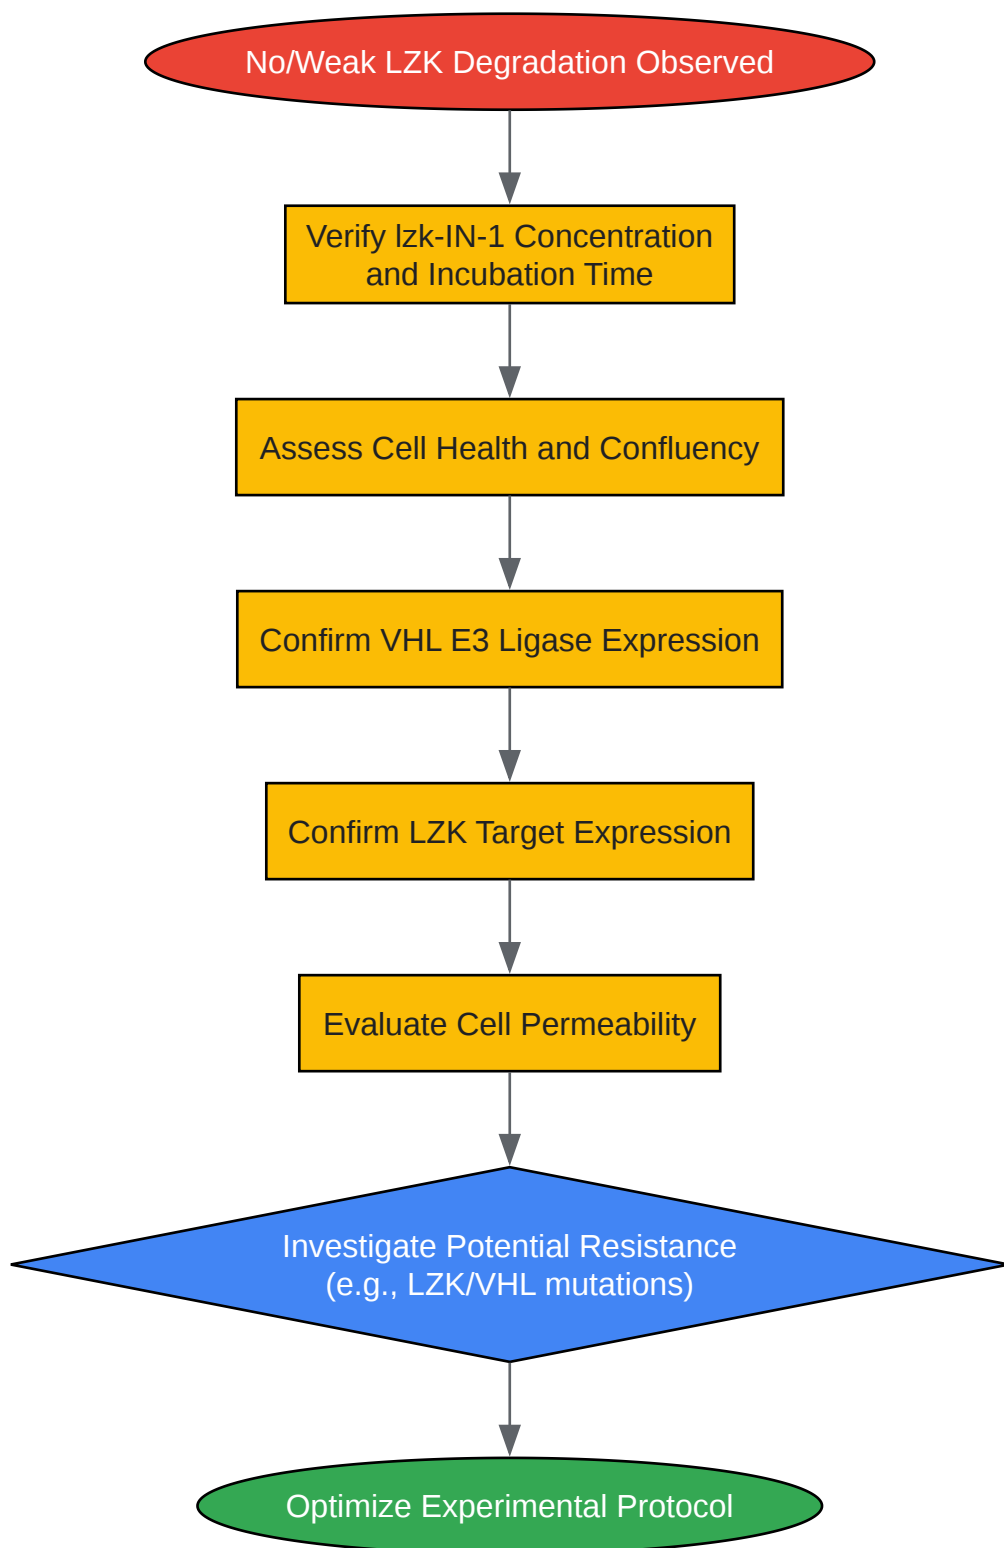 No/Weak LZK Degradation Observed
Verify lzk-IN-1 Concentration
and Incubation Time
Assess Cell Health and Confluency
Confirm VHL E3 Ligase Expression
Confirm LZK Target Expression
Evaluate Cell Permeability
Investigate Potential Resistance
(e.g., LZK/VHL mutations)
Optimize Experimental Protocol